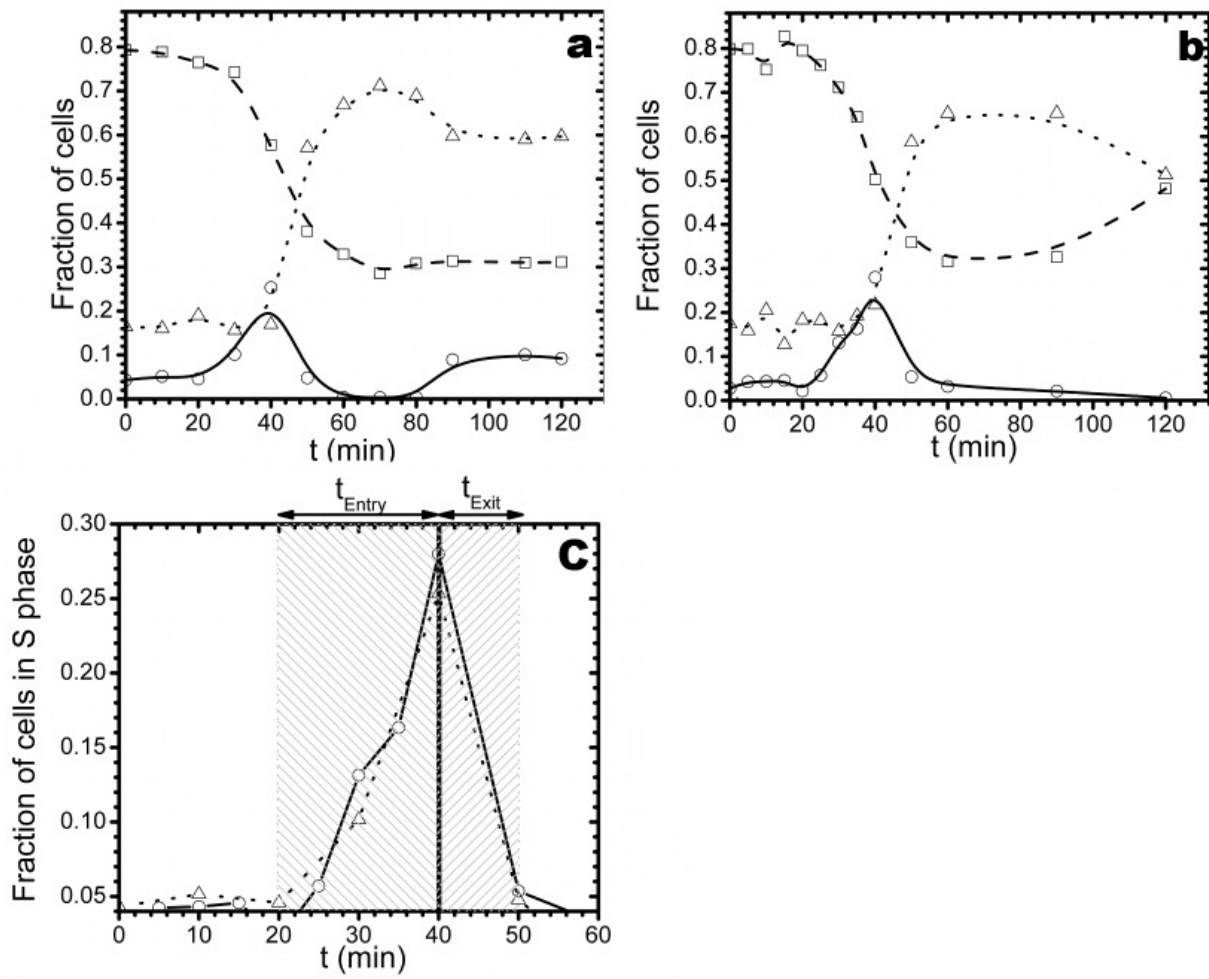 a
0.8
0.7
0.6
0.5
0.4
0.3
0.2
0.1
0.0
Fraction of cells
0 20 40 60 80 100 120
t (min)
b
0.8
0.7
0.6
0.5
0.4
0.3
0.2
0.1
0.0
Fraction of cells
0 20 40 60 80 100 120
t (min)
t Entry t Exit
C
0.30
0.25
0.20
0.15
0.10
0.05
Fraction of cells in S phase
0 10 20 30 40 50 60
t (min)